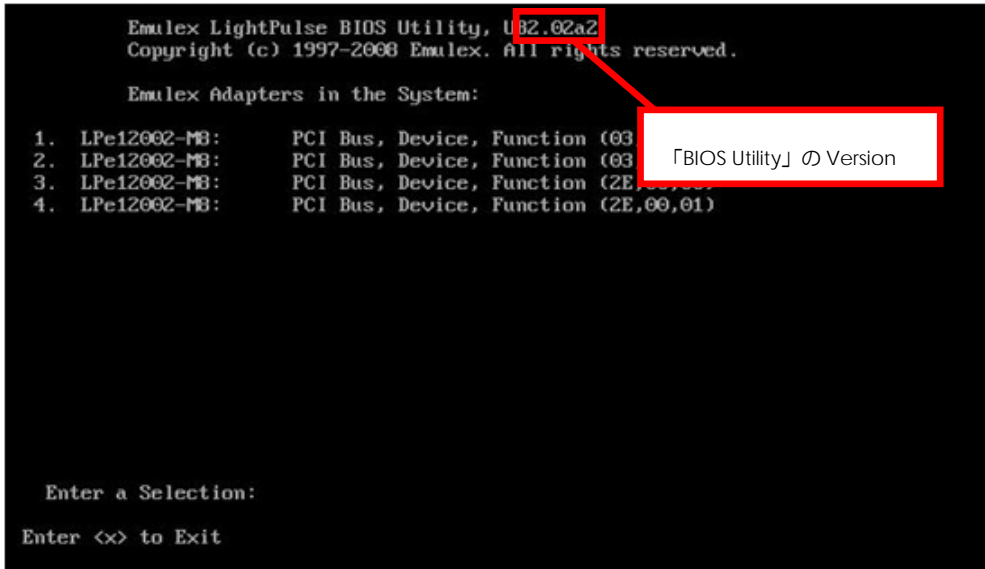 Emulex LightPulse BIOS Utility, UB2.02a2
Copyright (c) 1997-2008 Emulex. All rights reserved.
Emulex Adapters in the System:
1. LPe12002-M8: PCI Bus, Device, Function (03,
2. LPe12002-M8: PCI Bus, Device, Function (03,
3. LPe12002-M8: PCI Bus, Device, Function (2E,00,00)
4. LPe12002-M8: PCI Bus, Device, Function (2E,00,01)
「BIOS Utility」の Version
Enter a Selection:
Enter <x> to Exit